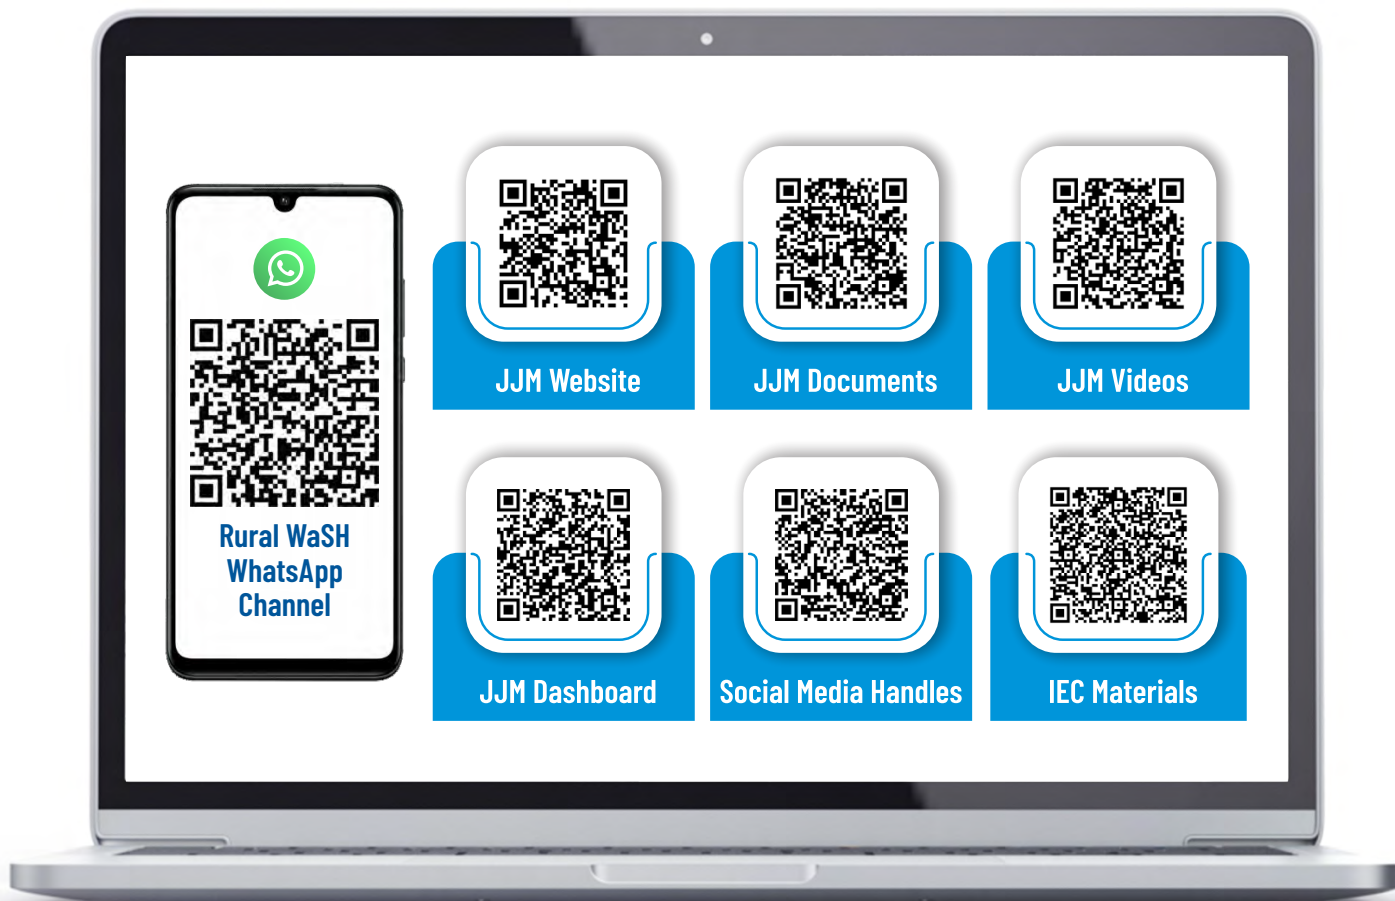 Rural WaSH
WhatsApp
Channel
JJM Website
JJM Documents
JJM Videos
JJM Dashboard
Social Media Handles
IEC Materials